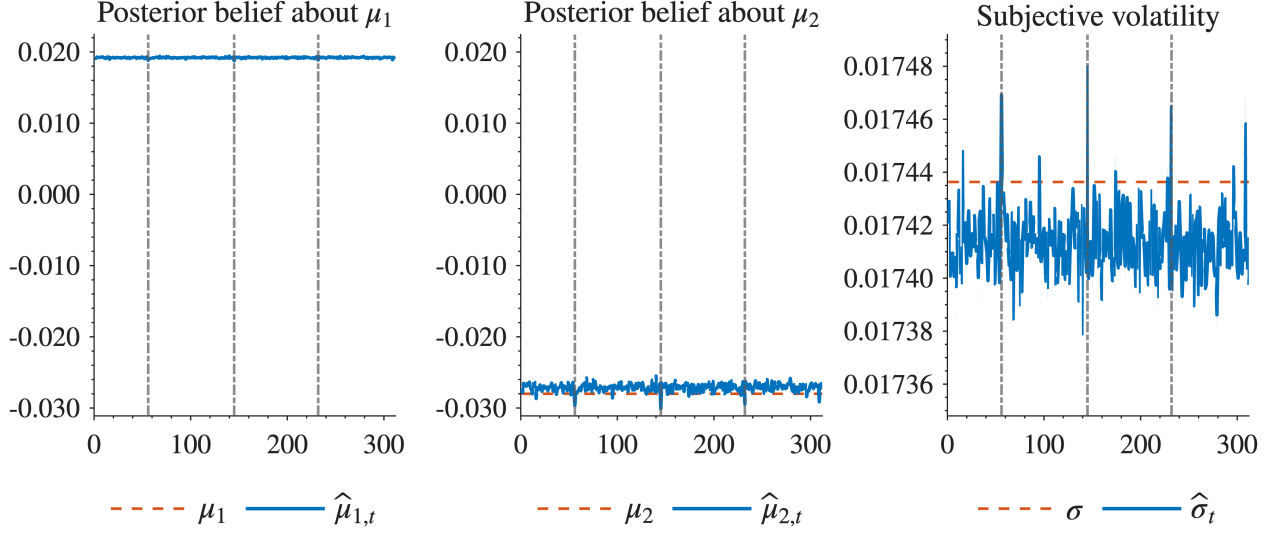 Posterior belief about μ₁
0.020
0.010
0.000
-0.010
-0.020
-0.030
0 100 200 300
μ₁ μ̂₁,ₜ
Posterior belief about μ₂
0.020
0.010
0.000
-0.010
-0.020
-0.030
0 100 200 300
μ₂ μ̂₂,ₜ
Subjective volatility
0.01748
0.01746
0.01744
0.01742
0.01740
0.01738
0.01736
0 100 200 300
σ σ̂ₜ